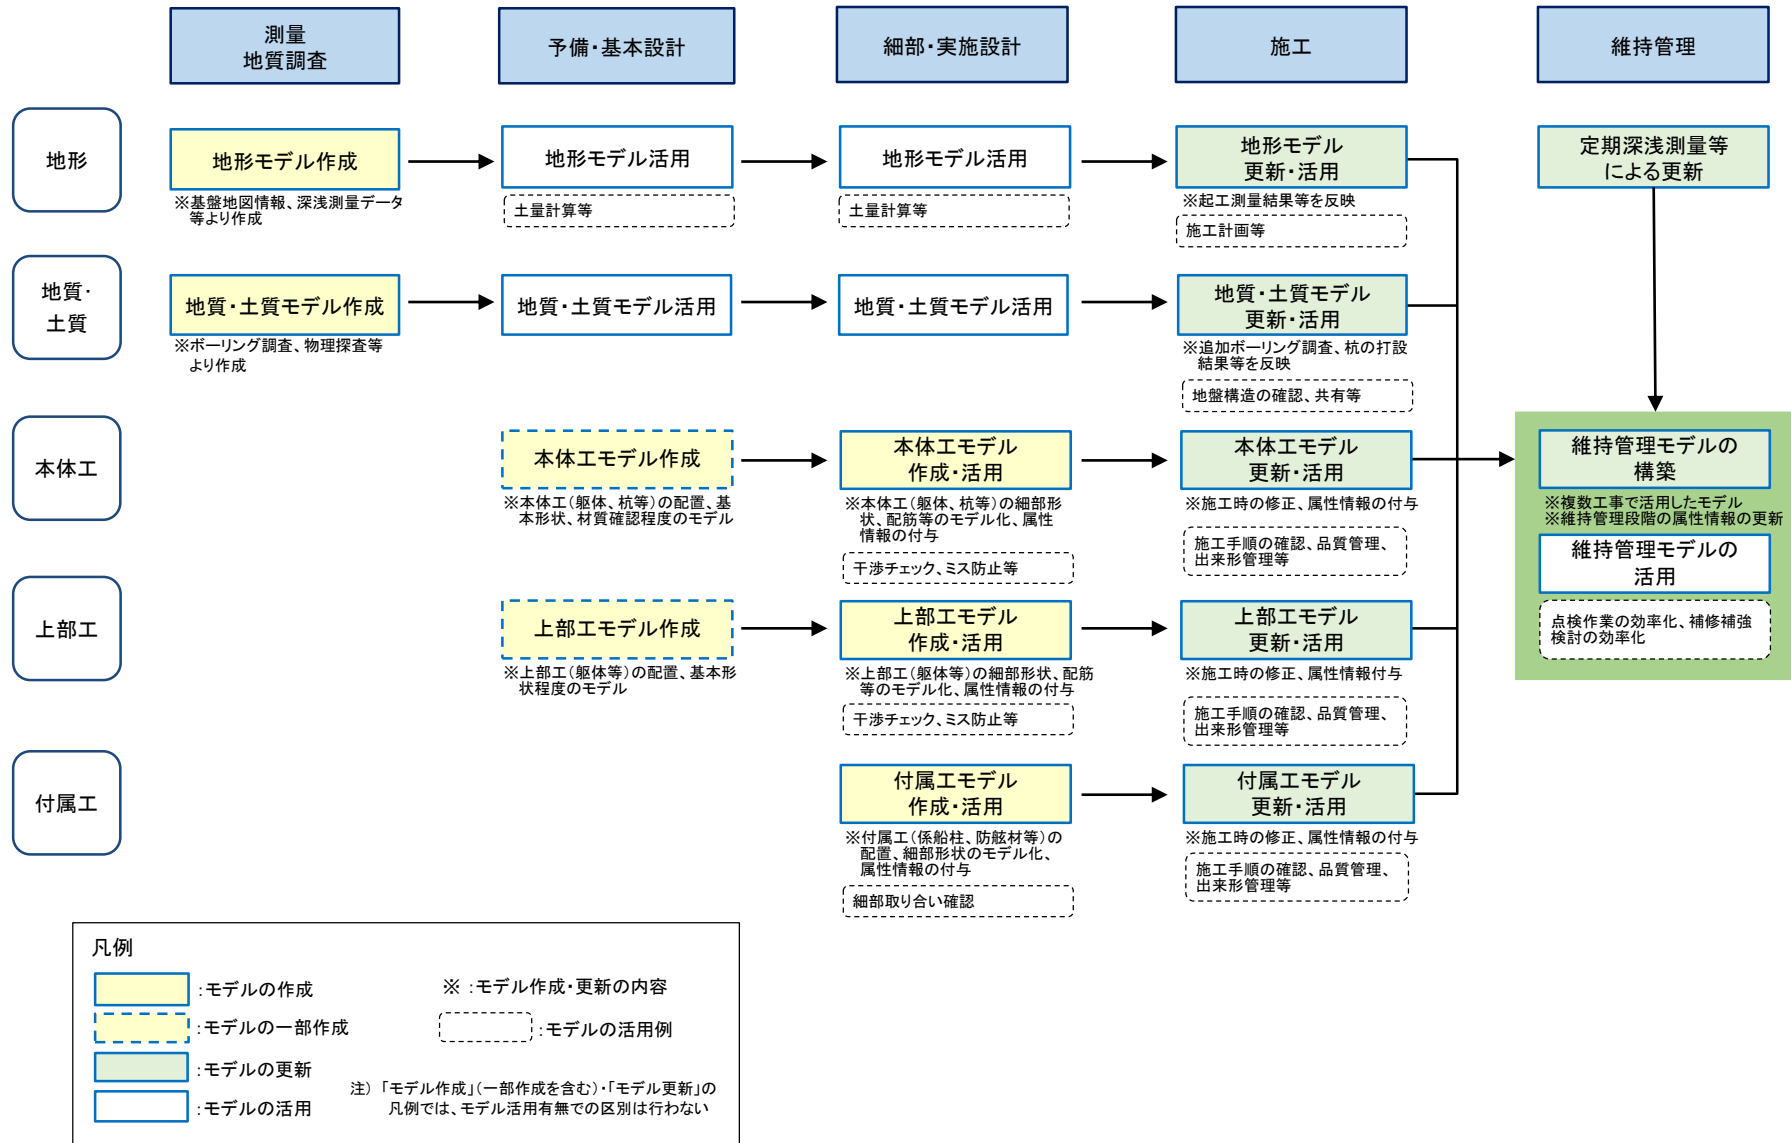 測量
地質調査
予備・基本設計
細部・実施設計
施工
維持管理
地形
地形モデル作成
※基盤地図情報、深浅測量データ
等より作成
地形モデル活用
土量計算等
地形モデル活用
土量計算等
地形モデル
更新・活用
※起工測量結果等を反映
施工計画等
定期深浅測量等
による更新
地質・
土質
地質・土質モデル作成
※ボーリング調査、物理探査等
より作成
地質・土質モデル活用
地質・土質モデル活用
地質・土質モデル
更新・活用
※追加ボーリング調査、杭の打設
結果等を反映
地盤構造の確認、共有等
本体工
本体工モデル作成
※本体工（躯体、杭等）の配置、基
本形状、材質確認程度のモデル
本体工モデル
作成・活用
※本体工（躯体、杭等）の細部形
状、配筋等のモデル化、属性
情報の付与
干渉チェック、ミス防止等
本体工モデル
更新・活用
※施工時の修正、属性情報の付与
施工手順の確認、品質管理、
出来形管理等
維持管理モデルの
構築
※複数工事で活用したモデル
※維持管理段階の属性情報の更新
維持管理モデルの
活用
点検作業の効率化、補修補強
検討の効率化
上部工
上部工モデル作成
※上部工（躯体等）の配置、基本形
状程度のモデル
上部工モデル
作成・活用
※上部工（躯体等）の細部形状、配筋
等のモデル化、属性情報の付与
干渉チェック、ミス防止等
上部工モデル
更新・活用
※施工時の修正、属性情報付与
施工手順の確認、品質管理、
出来形管理等
付属工
付属工モデル
作成・活用
※付属工（係船柱、防舷材等）の
配置、細部形状のモデル化、
属性情報の付与
細部取り合い確認
付属工モデル
更新・活用
※施工時の修正、属性情報の付与
施工手順の確認、品質管理、
出来形管理等
凡例
：モデルの作成
：モデルの一部作成
：モデルの更新
：モデルの活用
※ ：モデル作成・更新の内容
：モデルの活用例
注）「モデル作成」（一部作成を含む）・「モデル更新」の
凡例では、モデル活用有無での区別は行わない